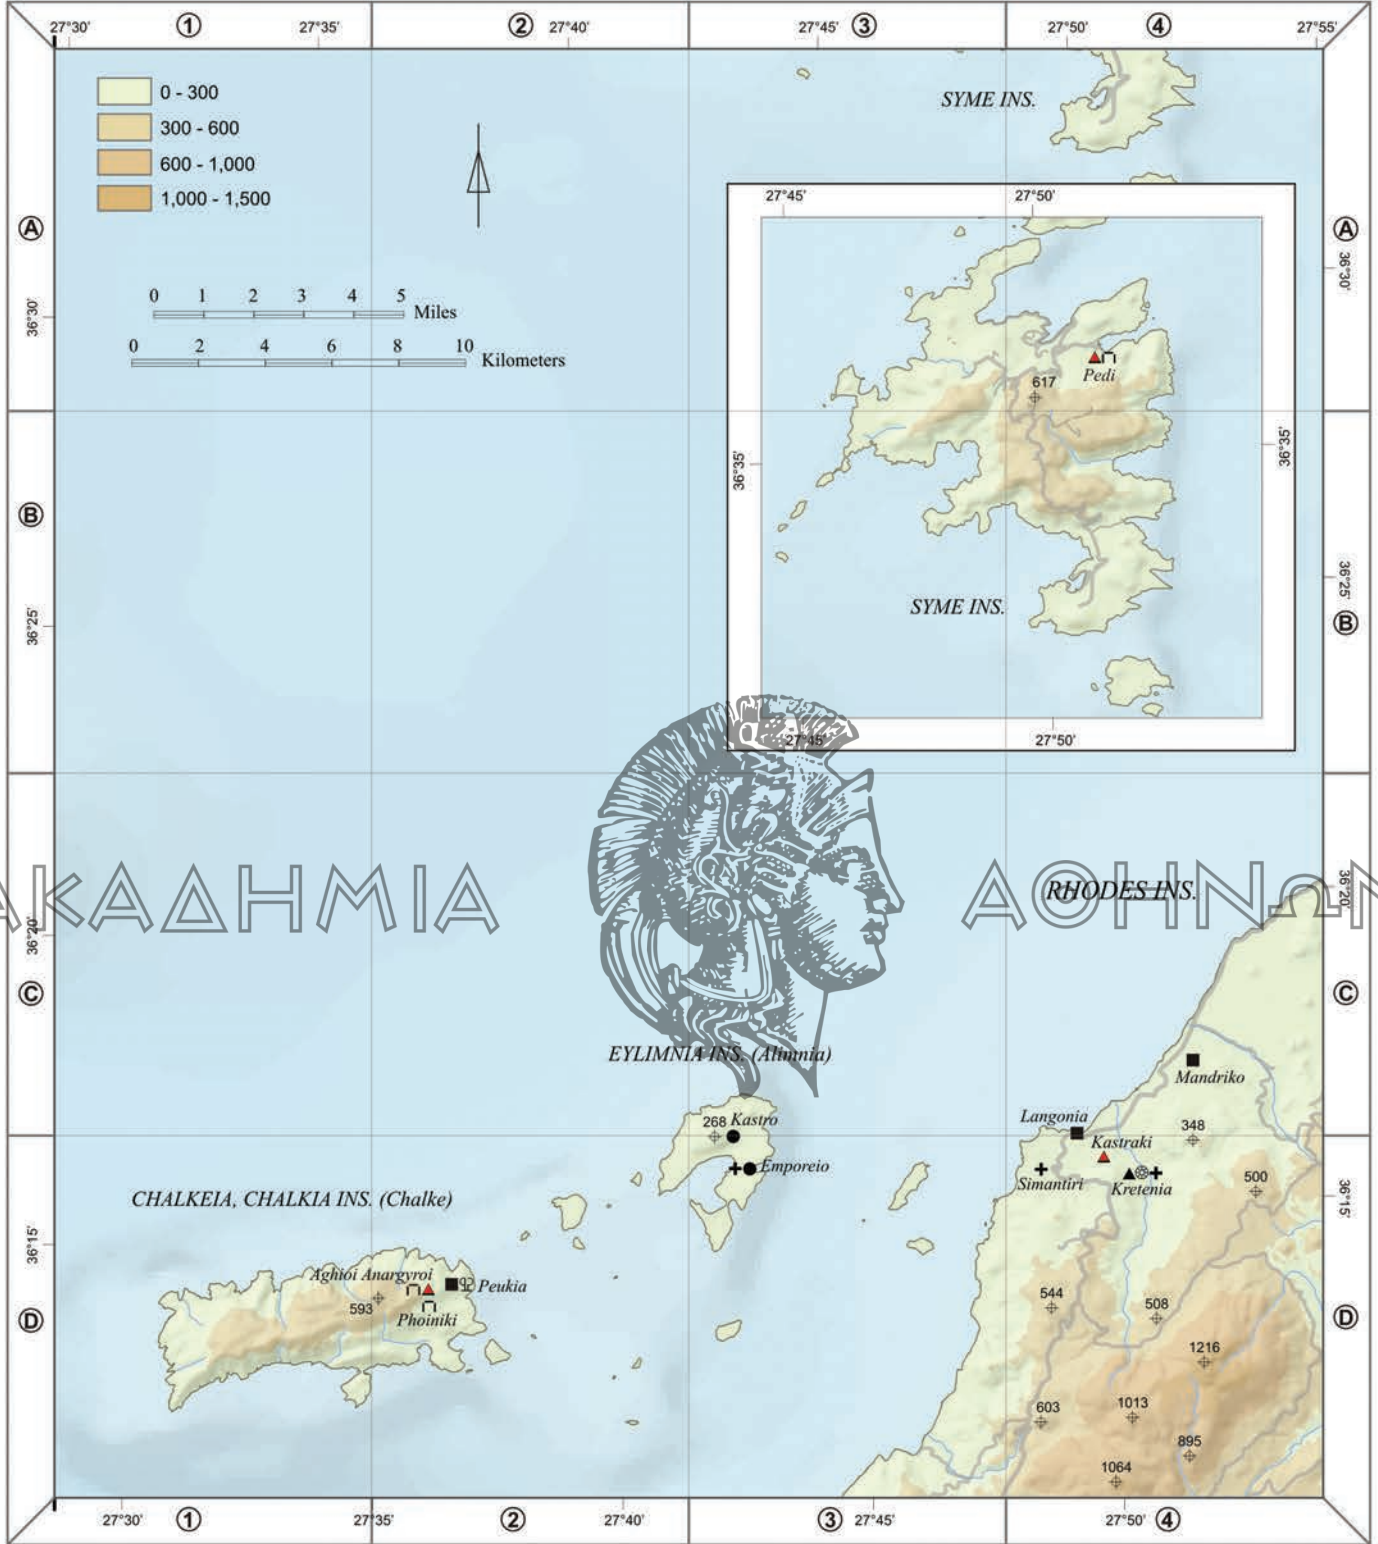 27°30' ① 27°35' ② 27°40' 27°45' ③ 27°50' ④ 27°55'
0 - 300
300 - 600
600 - 1,000
1,000 - 1,500
SYME INS.
27°45' 27°50'
Ⓐ Ⓐ
36°30'
36°30'
0 1 2 3 4 5
Miles
0 2 4 6 8 10
Kilometers
Pedi
617
36°35' 36°35'
Ⓑ
36°25'
Ⓑ
36°25'
SYME INS.
27°45' 27°50'
ΑΚΑΔΗΜΙΑ ΑΘΗΝΩΝ
RHODES INS.
36°20'
36°20'
Ⓒ Ⓒ
EYLIMNIA INS. (Alimnia)
Mandriko
Langonia
268 Kastro
348
Kastraki
Emporeio
Simantiri
Kretenia
500
CHALKEIA, CHALKIA INS. (Chalke)
36°15'
36°15'
Aghioi Anargyroi
Peukia
593
Phoiniki
544
508
Ⓓ Ⓓ
1216
603
1013
895
1064
27°30' ① 27°35' ② 27°40' ③ 27°45' 27°50' ④